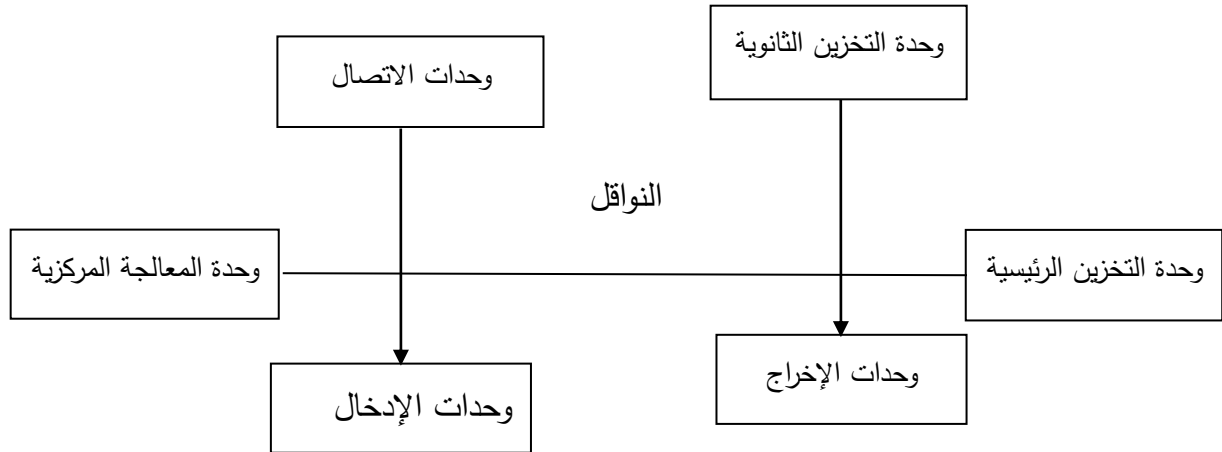 وحدة التخزين الثانوية
وحدات الاتصال
النواقل
وحدة التخزين الرئيسية
وحدة المعالجة المركزية
وحدات الإخراج
وحدات الإدخال